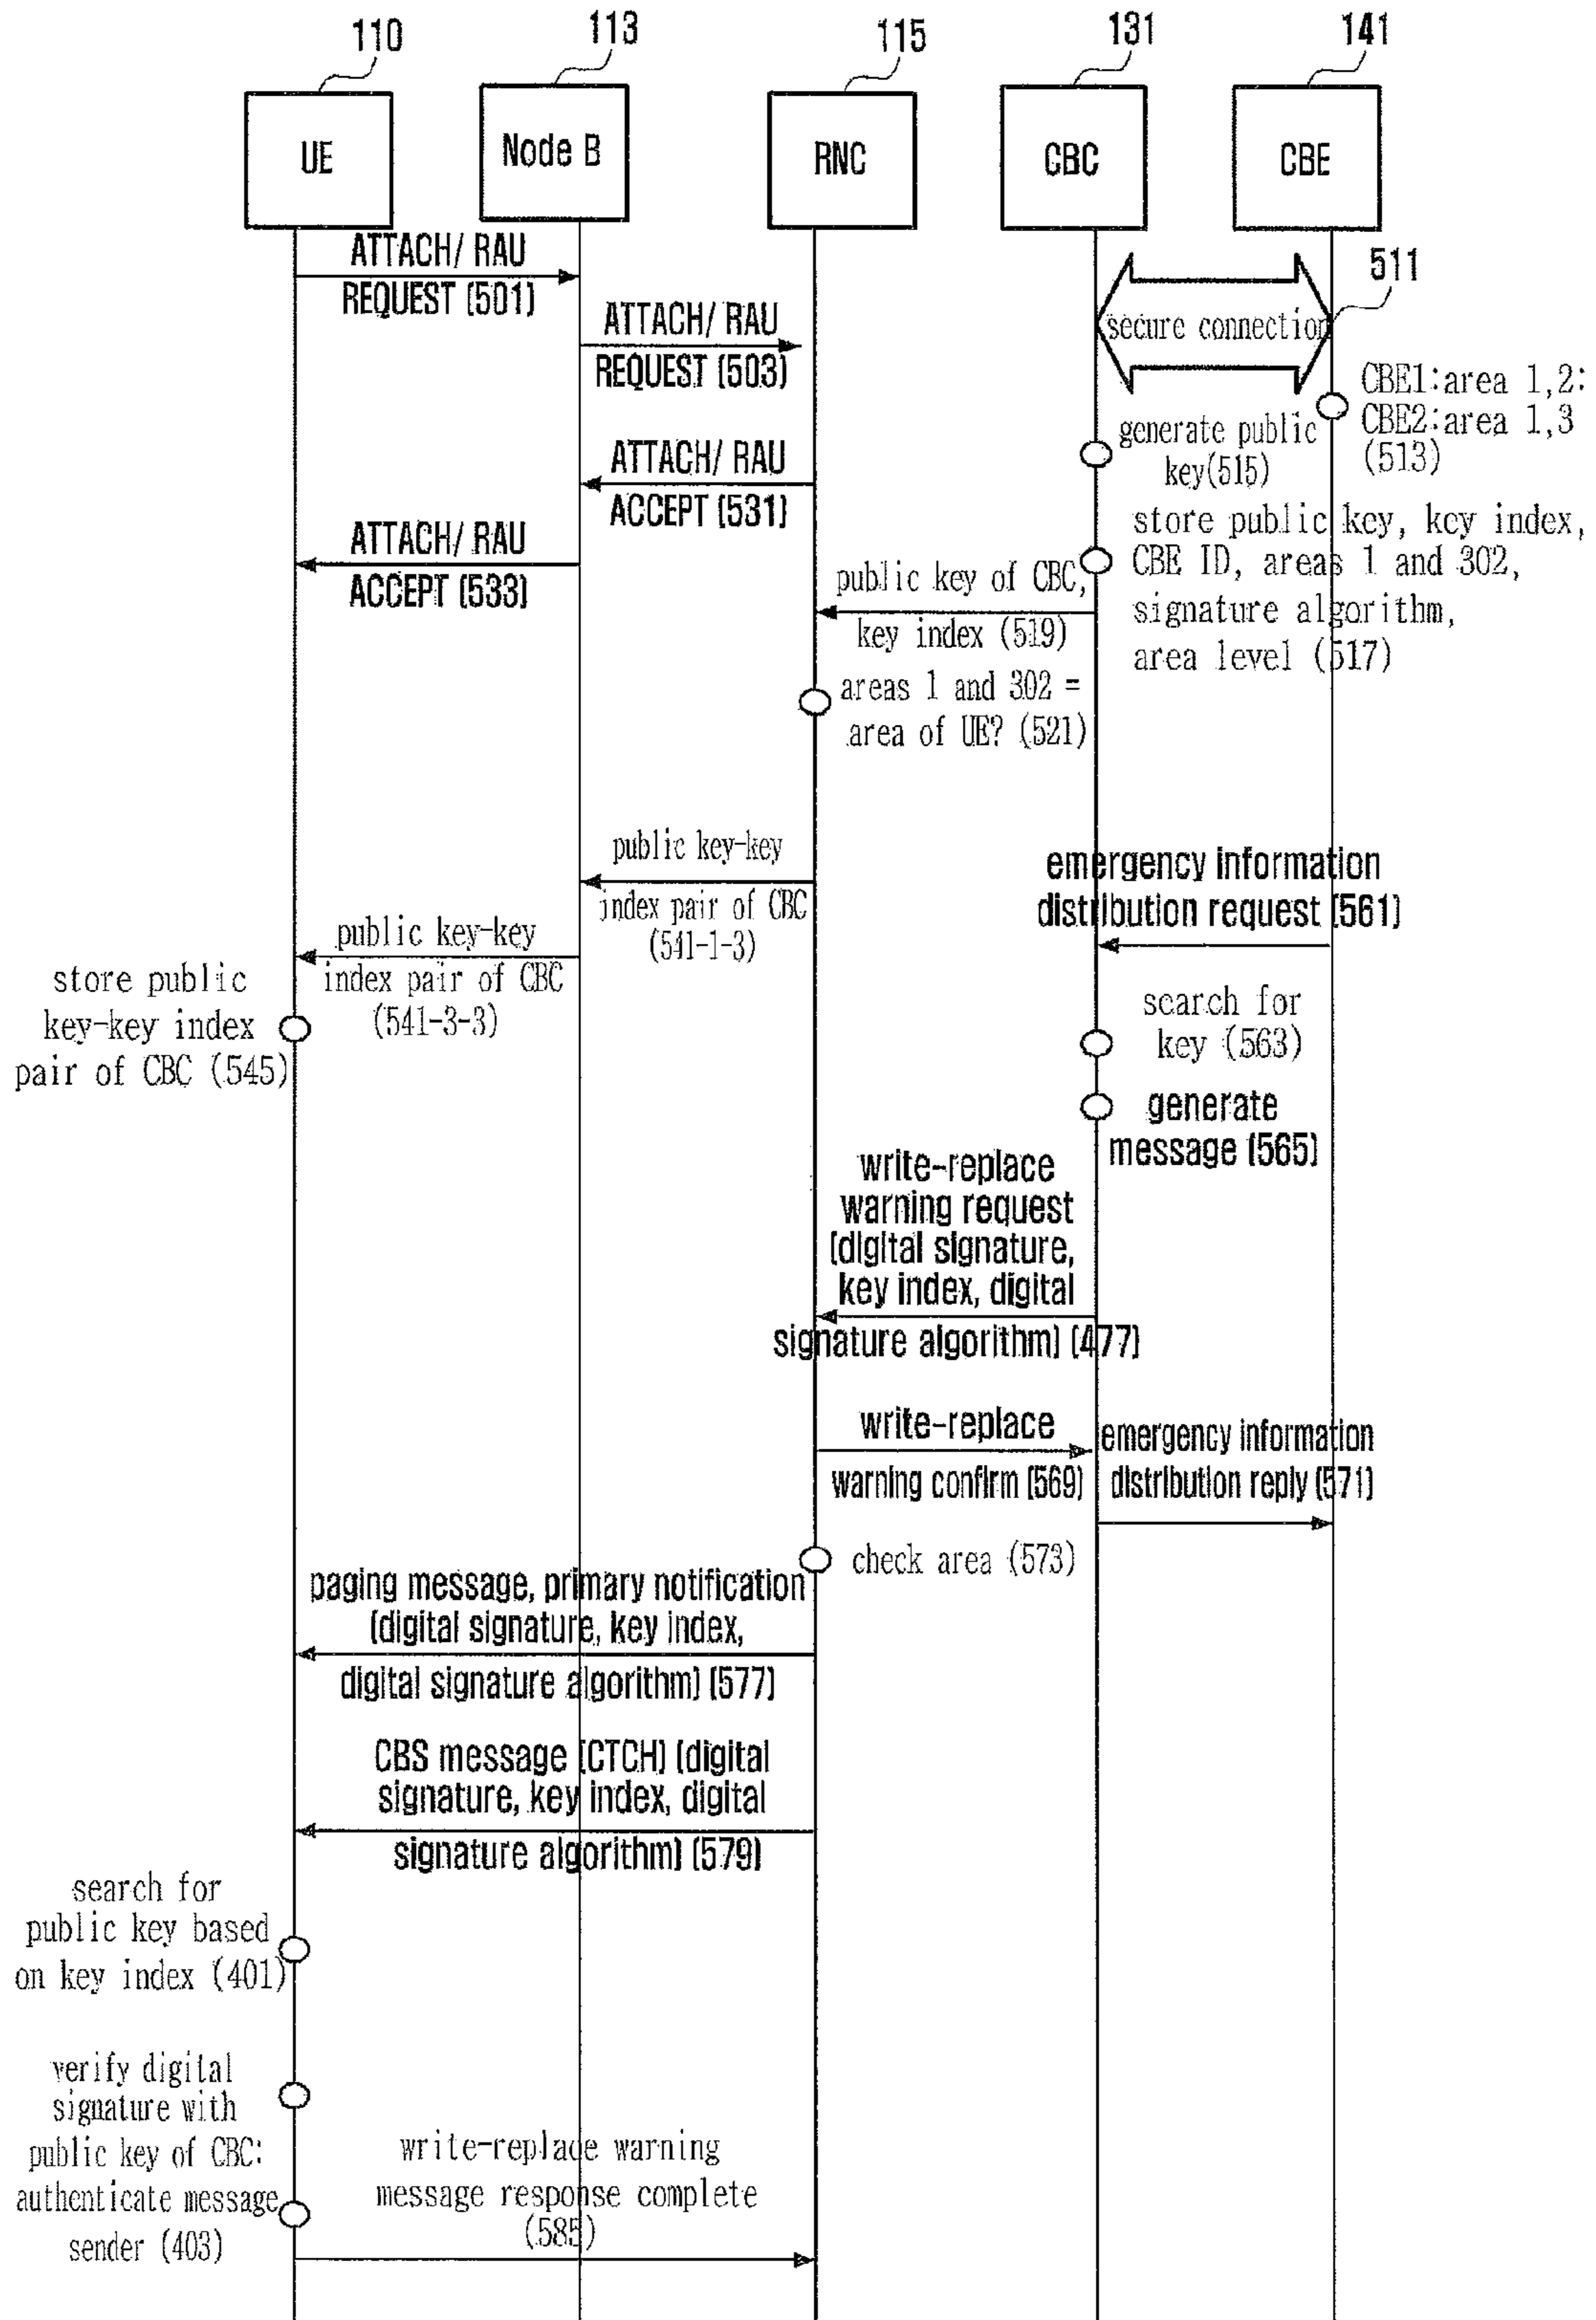 110
113
115
131
141
UE
Node B
RNC
CBC
CBE
ATTACH/ RAU
REQUEST (501)
ATTACH/ RAU
REQUEST (503)
511
secure connection
CBE1:area 1,2:
CBE2:area 1,3
(513)
generate public
key(515)
ATTACH/ RAU
ACCEPT (531)
ATTACH/ RAU
ACCEPT (533)
store public key, key index,
CBE ID, areas 1 and 302,
signature algorithm,
area level (517)
public key of CBC,
key index (519)
areas 1 and 302 =
area of UE? (521)
public key-key
index pair of CBC
(541-1-3)
public key-key
index pair of CBC
(541-3-3)
store public
key-key index
pair of CBC (545)
emergency information
distribution request (561)
search for
key (563)
generate
message (565)
write-replace
warning request
(digital signature,
key index, digital
signature algorithm) (477)
write-replace
warning confirm (569)
emergency information
distribution reply (571)
check area (573)
paging message, primary notification
(digital signature, key index,
digital signature algorithm) (577)
CBS message (CTCH) (digital
signature, key index, digital
signature algorithm) (579)
search for
public key based
on key index (401)
verify digital
signature with
public key of CBC:
authenticate message
sender (403)
write-replace warning
message response complete
(585)